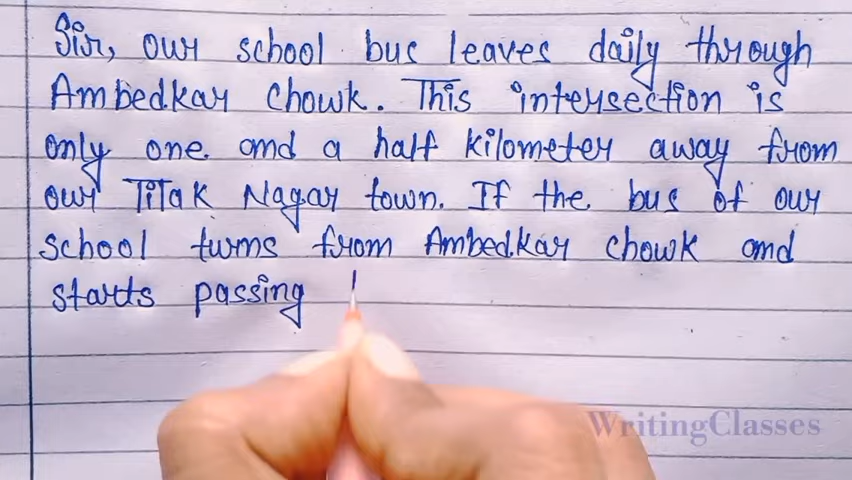 Sir, our school bus leaves daily through
Ambedkar Chowk. This intersection is
only one and a half kilometer away from
our Tilak Nagar town. If the bus of our
school turns from Ambedkar Chowk and
starts passing
WritingClasses